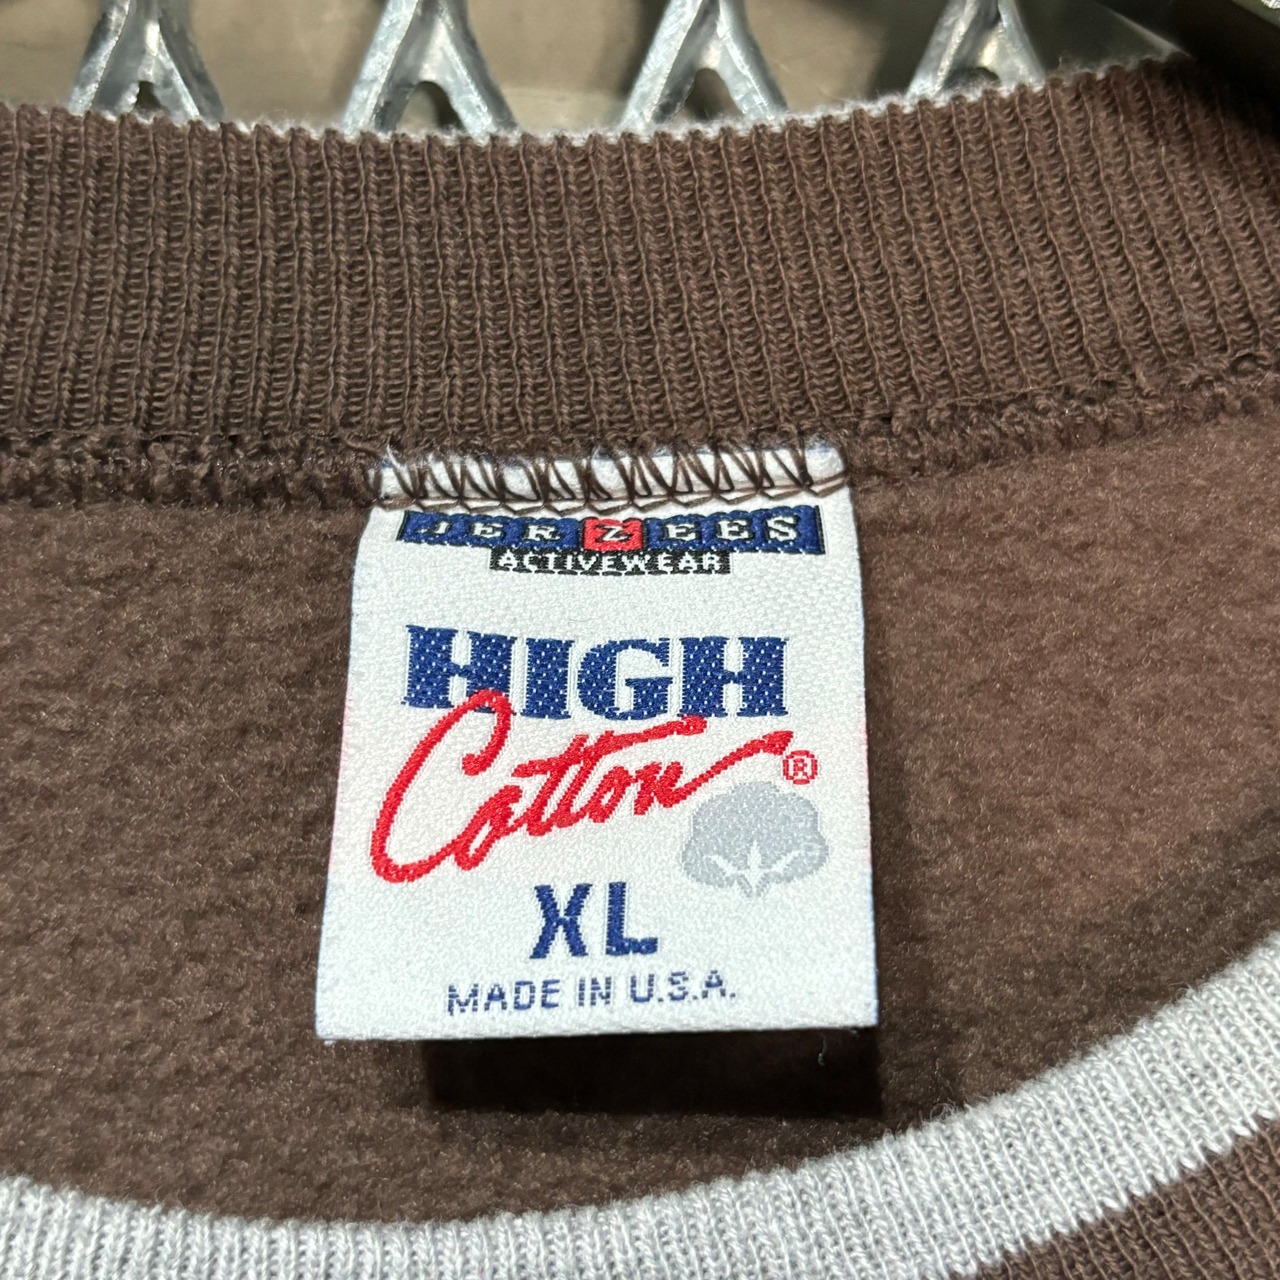 JERZEES
ACTIVEWEAR
HIGH
Cotton®
XL
MADE IN U.S.A.